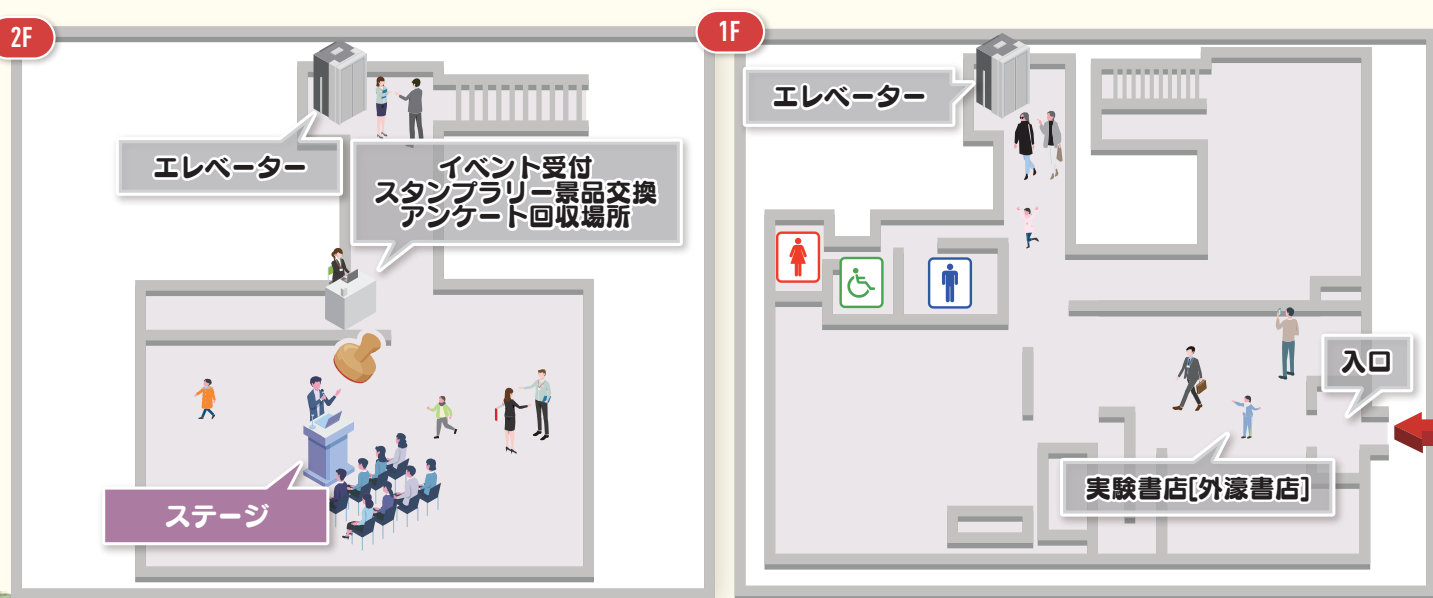 2F
エレベーター
イベント受付
スタンプラリー景品交換
アンケート回収場所
ステージ
1F
エレベーター
入口
実験書店[外濠書店]